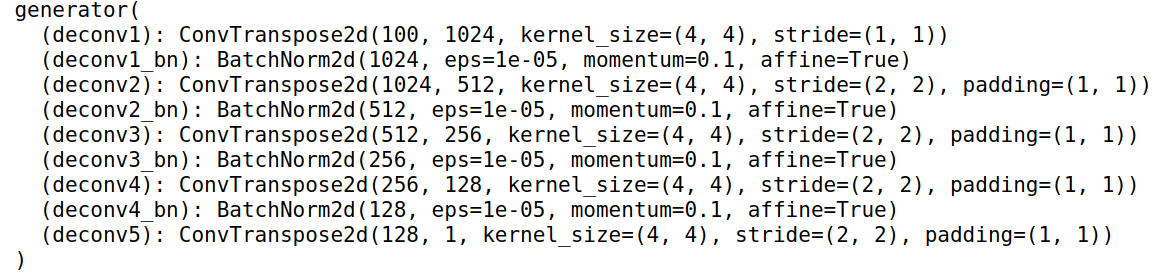 generator(
  (deconv1): ConvTranspose2d(100, 1024, kernel_size=(4, 4), stride=(1, 1))
  (deconv1_bn): BatchNorm2d(1024, eps=1e-05, momentum=0.1, affine=True)
  (deconv2): ConvTranspose2d(1024, 512, kernel_size=(4, 4), stride=(2, 2), padding=(1, 1))
  (deconv2_bn): BatchNorm2d(512, eps=1e-05, momentum=0.1, affine=True)
  (deconv3): ConvTranspose2d(512, 256, kernel_size=(4, 4), stride=(2, 2), padding=(1, 1))
  (deconv3_bn): BatchNorm2d(256, eps=1e-05, momentum=0.1, affine=True)
  (deconv4): ConvTranspose2d(256, 128, kernel_size=(4, 4), stride=(2, 2), padding=(1, 1))
  (deconv4_bn): BatchNorm2d(128, eps=1e-05, momentum=0.1, affine=True)
  (deconv5): ConvTranspose2d(128, 1, kernel_size=(4, 4), stride=(2, 2), padding=(1, 1))
)